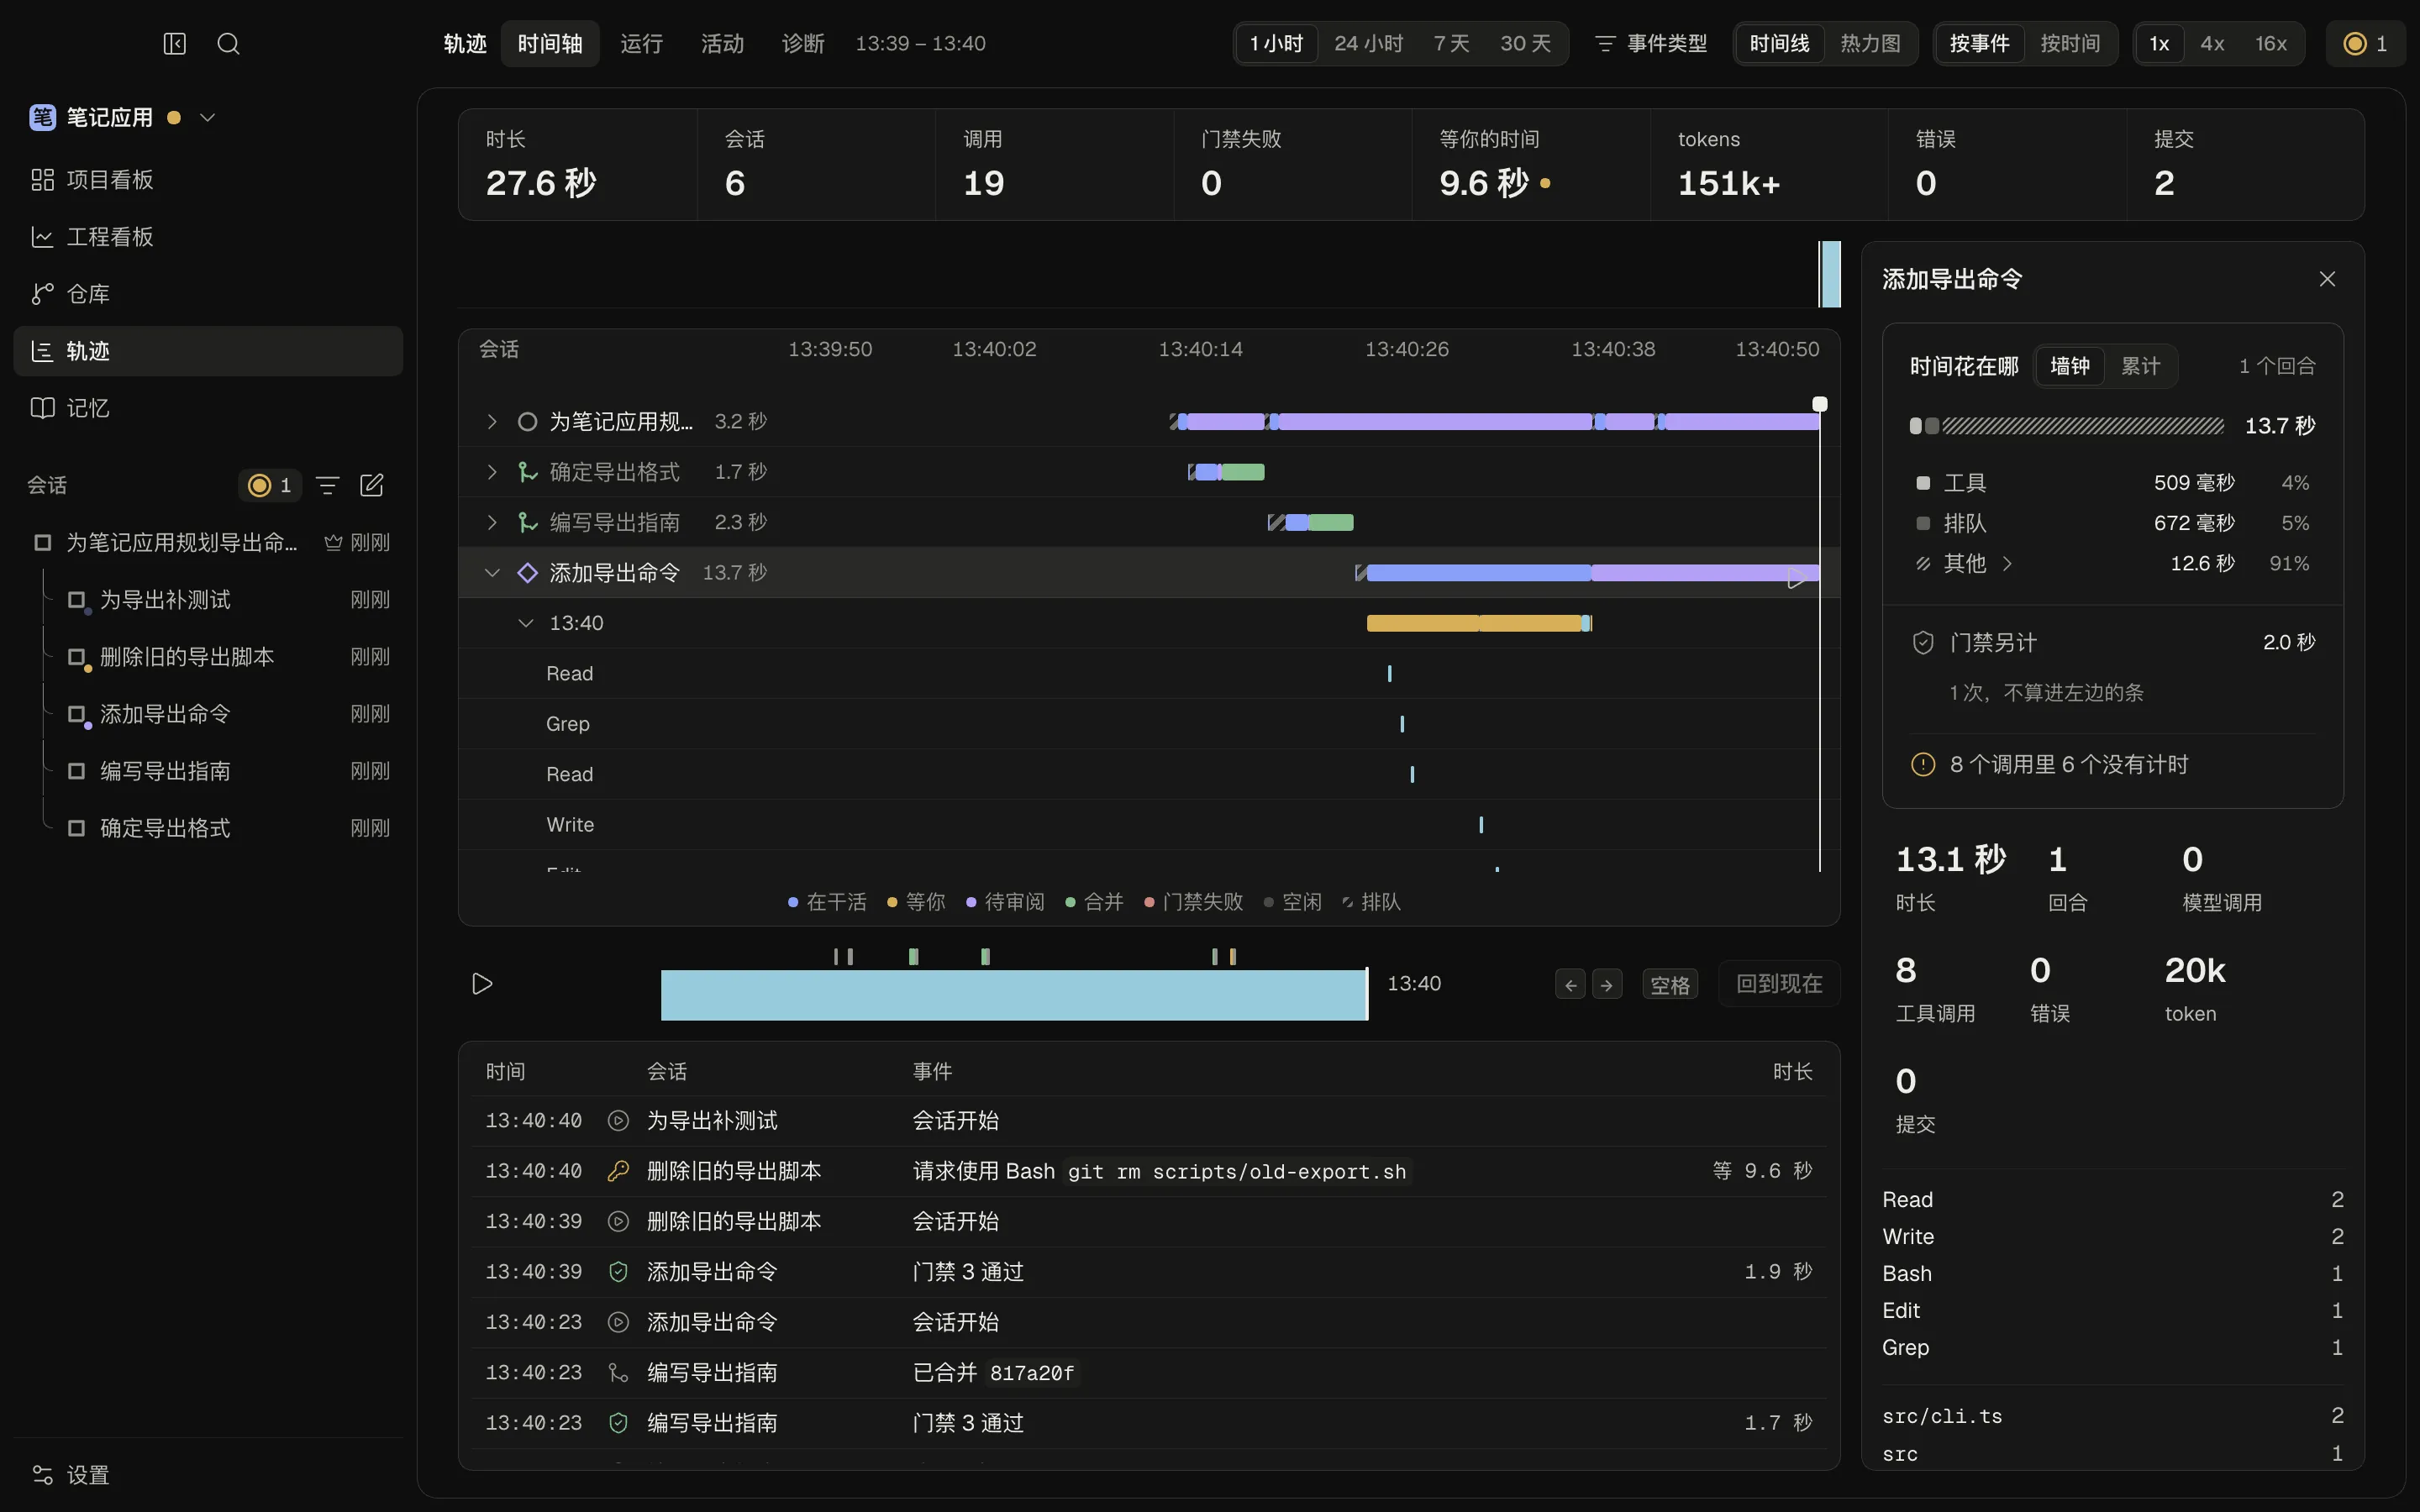 轨迹 时间轴 运行 活动 诊断 13:39 – 13:40 1 小时 24 小时 7 天 30 天 事件类型 时间线 热力图 按事件 按时间 1x 4x 16x 1
笔 笔记应用
项目看板
工程看板
仓库
轨迹
记忆
会话 1
为笔记应用规划导出命... 刚刚
为导出补测试 刚刚
删除旧的导出脚本 刚刚
添加导出命令 刚刚
编写导出指南 刚刚
确定导出格式 刚刚
设置
时长 会话 调用 门禁失败 等你的时间 tokens 错误 提交
27.6 秒 6 19 0 9.6 秒 151k+ 0 2
会话 13:39:50 13:40:02 13:40:14 13:40:26 13:40:38 13:40:50
为笔记应用规... 3.2 秒
确定导出格式 1.7 秒
编写导出指南 2.3 秒
添加导出命令 13.7 秒
13:40
Read
Grep
Read
Write
Edit
在干活 等你 待审阅 合并 门禁失败 空闲 排队
13:40 ← → 空格 回到现在
时间 会话 事件 时长
13:40:40 为导出补测试 会话开始
13:40:40 删除旧的导出脚本 请求使用 Bash git rm scripts/old-export.sh 等 9.6 秒
13:40:39 删除旧的导出脚本 会话开始
13:40:39 添加导出命令 门禁 3 通过 1.9 秒
13:40:23 添加导出命令 会话开始
13:40:23 编写导出指南 已合并 817a20f
13:40:23 编写导出指南 门禁 3 通过 1.7 秒
添加导出命令
时间花在哪 墙钟 累计 1 个回合
13.7 秒
工具 509 毫秒 4%
排队 672 毫秒 5%
其他 12.6 秒 91%
门禁另计 2.0 秒
1 次，不算进左边的条
8 个调用里 6 个没有计时
13.1 秒 1 0
时长 回合 模型调用
8 0 20k
工具调用 错误 token
0
提交
Read 2
Write 2
Bash 1
Edit 1
Grep 1
src/cli.ts 2
src 1